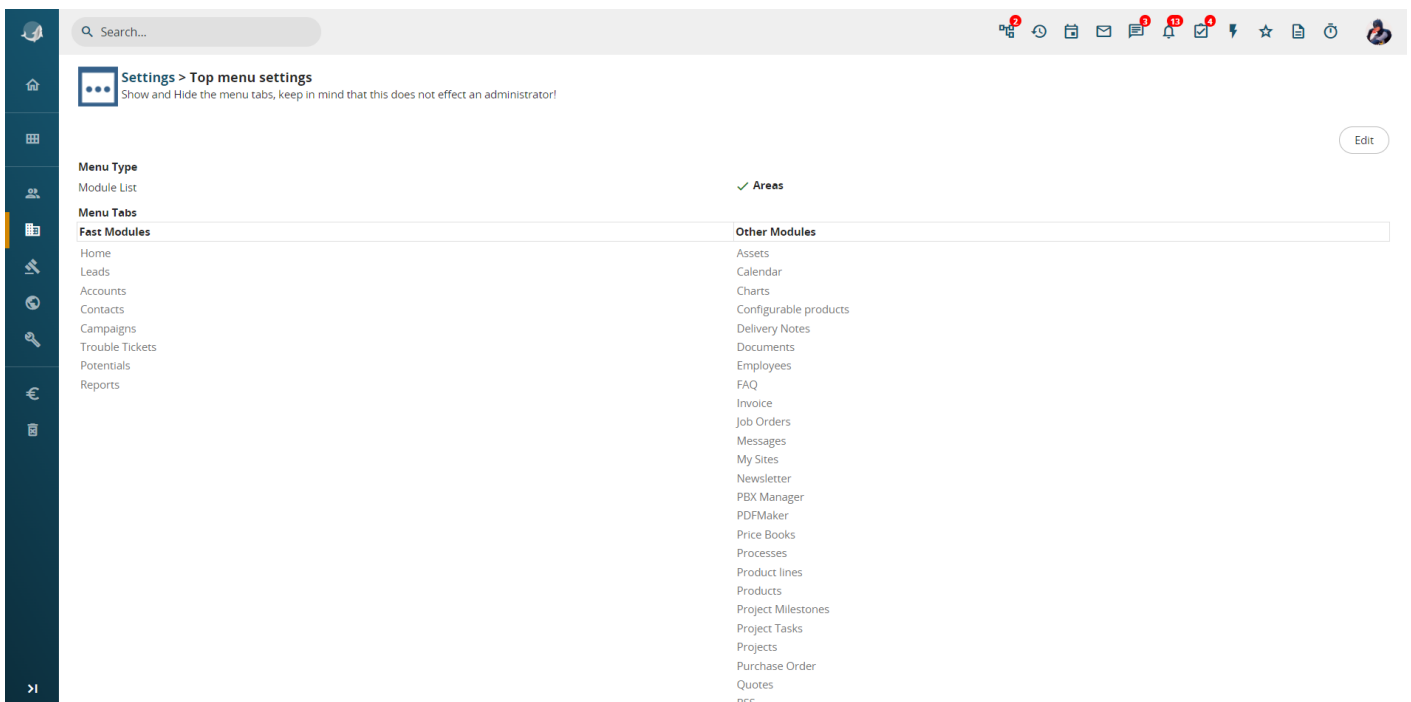 Search...
2
3
13
4
Settings > Top menu settings
Show and Hide the menu tabs, keep in mind that this does not effect an administrator!
Edit
Menu Type
Module List
Areas
Menu Tabs
Fast Modules
Home
Leads
Accounts
Contacts
Campaigns
Trouble Tickets
Potentials
Reports
Other Modules
Assets
Calendar
Charts
Configurable products
Delivery Notes
Documents
Employees
FAQ
Invoice
Job Orders
Messages
My Sites
Newsletter
PBX Manager
PDFMaker
Price Books
Processes
Product lines
Products
Project Milestones
Project Tasks
Projects
Purchase Order
Quotes